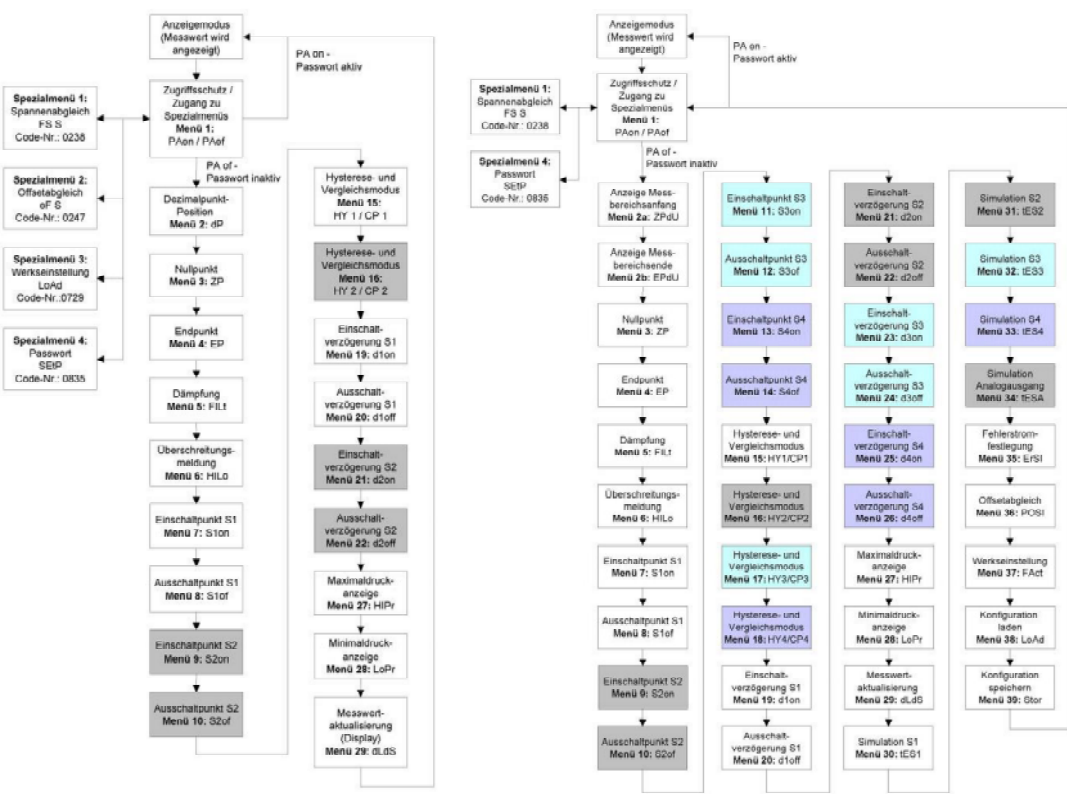 Anzeigemodus
(Messwert wird
angezeigt)
PA on -
Passwort aktiv
Spezialmenü 1:
Spannenabgleich
FS S
Code-Nr.: 0238
Zugriffsschutz /
Zugang zu
Spezialmenüs
Menü 1:
PAon / PAof
PA of -
Passwort inaktiv
Spezialmenü 2:
Offsetabgleich
oF S
Code-Nr.: 0247
Spezialmenü 3:
Werkseinstellung
LoAd
Code-Nr.:0729
Spezialmenü 4:
Passwort
SEtP
Code-Nr.: 0835
Dezimalpunkt-
Position
Menü 2: dP
Nullpunkt
Menü 3: ZP
Endpunkt
Menü 4: EP
Dämpfung
Menü 5: FILt
Überschreitungs-
meldung
Menü 6: HILo
Einschaltpunkt S1
Menü 7: S1on
Ausschaltpunkt S1
Menü 8: S1of
Einschaltpunkt S2
Menü 9: S2on
Ausschaltpunkt S2
Menü 10: S2of
Hysterese- und
Vergleichsmodus
Menü 15:
HY 1 / CP 1
Hysterese- und
Vergleichsmodus
Menü 16:
HY 2 / CP 2
Einschalt-
verzögerung S1
Menü 19: d1on
Ausschalt-
verzögerung S1
Menü 20: d1off
Einschalt-
verzögerung S2
Menü 21: d2on
Ausschalt-
verzögerung S2
Menü 22: d2off
Maximaldruck-
anzeige
Menü 27: HIPr
Minimaldruck-
anzeige
Menü 28: LoPr
Messwert-
aktualisierung
(Display)
Menü 29: dLdS
Anzeigemodus
(Messwert wird
angezeigt)
PA on -
Passwort aktiv
Spezialmenü 1:
Spannenabgleich
FS S
Code-Nr.: 0238
Zugriffsschutz /
Zugang zu
Spezialmenüs
Menü 1:
PAon / PAof
PA of -
Passwort inaktiv
Spezialmenü 4:
Passwort
SEtP
Code-Nr.: 0835
Anzeige Mess-
bereichsanfang
Menü 2a: ZPdU
Anzeige Mess-
bereichsende
Menü 2b: EPdU
Nullpunkt
Menü 3: ZP
Endpunkt
Menü 4: EP
Dämpfung
Menü 5: FILt
Überschreitungs-
meldung
Menü 6: HILo
Einschaltpunkt S1
Menü 7: S1on
Ausschaltpunkt S1
Menü 8: S1of
Einschaltpunkt S2
Menü 9: S2on
Ausschaltpunkt S2
Menü 10: S2of
Einschaltpunkt S3
Menü 11: S3on
Ausschaltpunkt S3
Menü 12: S3of
Einschaltpunkt S4
Menü 13: S4on
Ausschaltpunkt S4
Menü 14: S4of
Hysterese- und
Vergleichsmodus
Menü 15: HY1/CP1
Hysterese- und
Vergleichsmodus
Menü 16: HY2/CP2
Hysterese- und
Vergleichsmodus
Menü 17: HY3/CP3
Hysterese- und
Vergleichsmodus
Menü 18: HY4/CP4
Einschalt-
verzögerung S1
Menü 19: d1on
Ausschalt-
verzögerung S1
Menü 20: d1off
Einschalt-
verzögerung S2
Menü 21: d2on
Ausschalt-
verzögerung S2
Menü 22: d2off
Einschalt-
verzögerung S3
Menü 23: d3on
Ausschalt-
verzögerung S3
Menü 24: d3off
Einschalt-
verzögerung S4
Menü 25: d4on
Ausschalt-
verzögerung S4
Menü 26: d4off
Maximaldruck-
anzeige
Menü 27: HIPr
Minimaldruck-
anzeige
Menü 28: LoPr
Messwert-
aktualisierung
Menü 29: dLdS
Simulation S1
Menü 30: tES1
Simulation S2
Menü 31: tES2
Simulation S3
Menü 32: tES3
Simulation S4
Menü 33: tES4
Simulation
Analogausgang
Menü 34: tESA
Fehlerstrom-
festlegung
Menü 35: ErSI
Offsetabgleich
Menü 36: POSI
Werkseinstellung
Menü 37: FAct
Konfiguration
laden
Menü 38: LoAd
Konfiguration
speichern
Menü 39: Stor